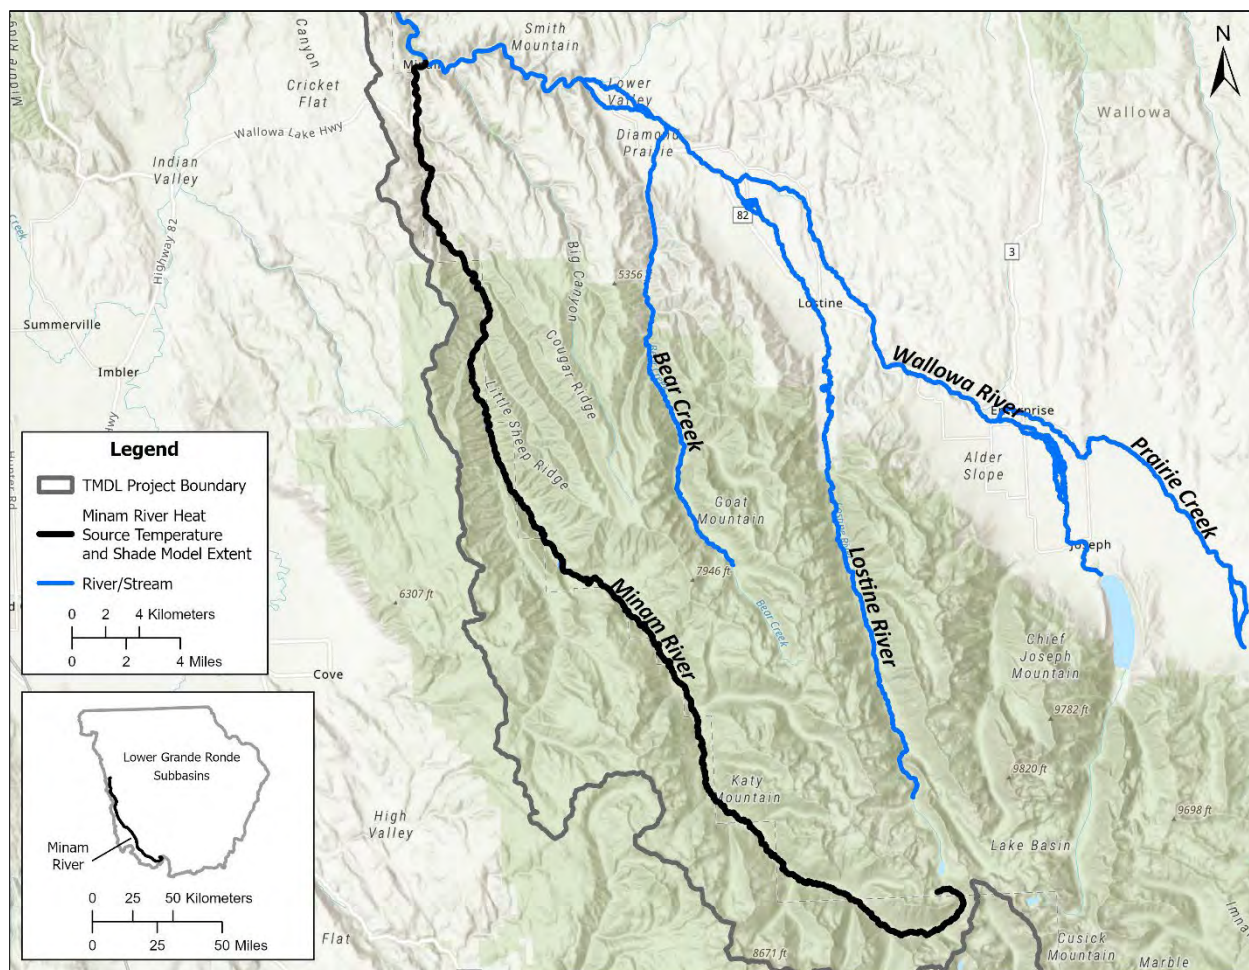 Smith
Mountain
N
Canyon
Cricket
Flat
Lower
Valley
Wallowa
Wallowa Lake Hwy
Diamond
Prairie
Indian
Valley
Highway 82
Creek
82
3
Big Canyon
5356
Lostine
Summerville
Imbler
Cougar Ridge
Little Sheep Ridge
Bear Creek
Wallowa River
Enterprise
Prairie Creek
Alder
Slope
Hwy
Legend
TMDL Project Boundary
Minam River Heat
Source Temperature
and Shade Model Extent
River/Stream
0 2 4 Kilometers
0 2 4 Miles
Goat
Mountain
Joseph
7946 ft
6307 ft
Lostine River
Minam River
Bear Creek
Chief
Joseph
Mountain
Cove
9782 ft
9820 ft
9698 ft
Katy
Mountain
High
Valley
Lake Basin
Lower Grande Ronde
Subbasins
Minam
River
0 25 50 Kilometers
0 25 50 Miles
Flat
8671 ft
Cusick
Mountain
Marble